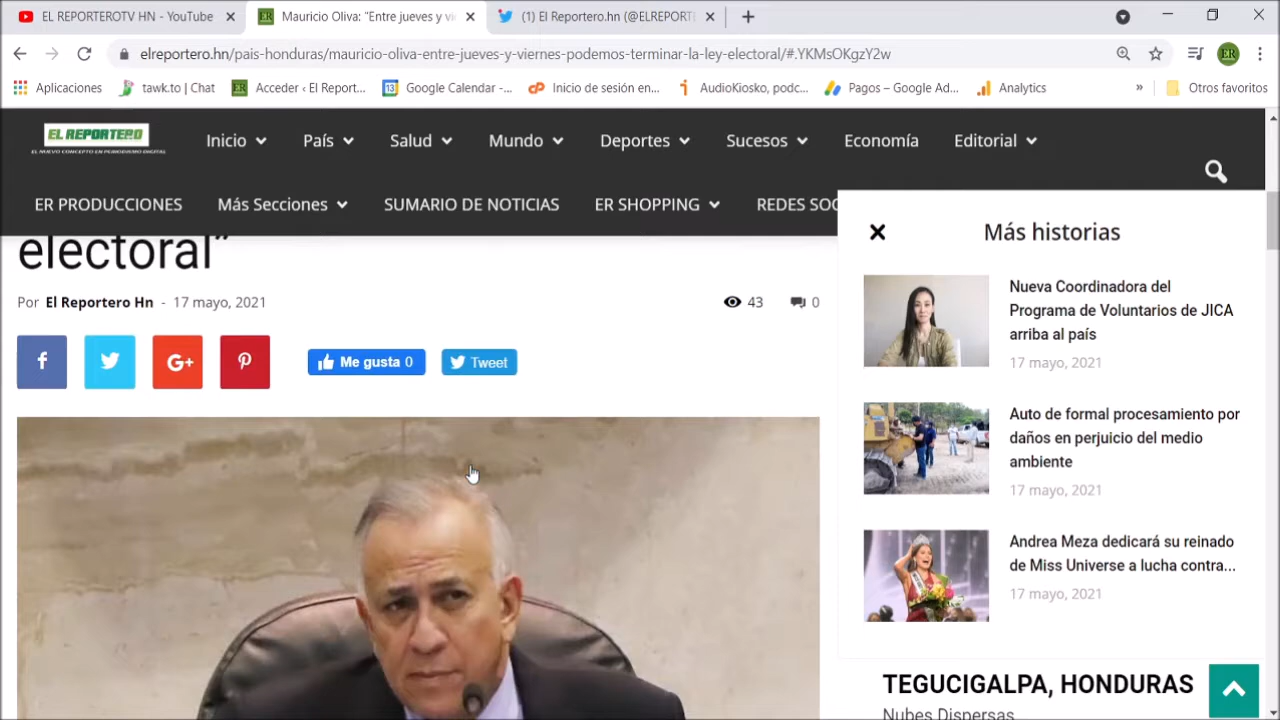 EL REPORTEROTV HN - YouTube
Mauricio Oliva: "Entre jueves y vi
(1) El Reportero.hn (@ELREPORT
elreportero.hn/pais-honduras/mauricio-oliva-entre-jueves-y-viernes-podemos-terminar-la-ley-electoral/#.YKMsOKgzY2w
ER
Aplicaciones
tawk.to | Chat
Acceder ‹ El Report...
Google Calendar -...
Inicio de sesión en...
AutoKiosko, podc...
Pagos – Google Ad...
Analytics
»
Otros favoritos
EL REPORTERO
EL NUEVO CONCEPTO EN PERIODISMO DIGITAL
Inicio
País
Salud
Mundo
Deportes
Sucesos
Economía
Editorial
ER PRODUCCIONES
Más Secciones
SUMARIO DE NOTICIAS
ER SHOPPING
REDES SOC
electoral"
Por El Reportero Hn - 17 mayo, 2021
43
0
Me gusta 0
Tweet
Más historias
Nueva Coordinadora del
Programa de Voluntarios de JICA
arriba al país
17 mayo, 2021
Auto de formal procesamiento por
daños en perjuicio del medio
ambiente
17 mayo, 2021
Andrea Meza dedicará su reinado
de Miss Universe a lucha contra...
17 mayo, 2021
TEGUCIGALPA, HONDURAS
Nubes Dispersas